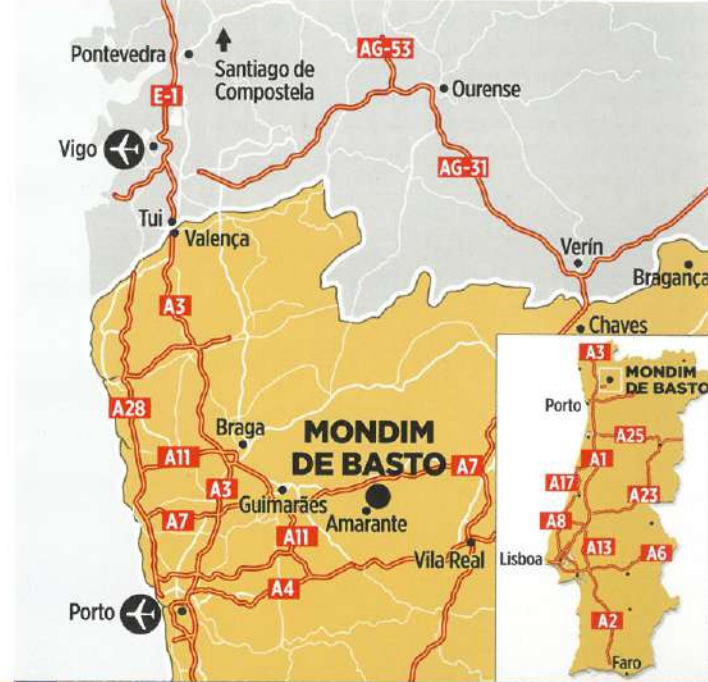 Pontevedra
Santiago de
Compostela
AG-53
Ourense
E-1
Vigo
AG-31
Tui
Valença
Verín
Bragança
A3
Chaves
A28
Braga
MONDIM
DE BASTO
A11
A7
A3
Guimarães
Amarante
A7
A11
Vila Real
A4
Porto
A3
MONDIM
DE BASTO
Porto
A25
A1
A17
A23
A8
A13
A6
Lisboa
A2
Faro